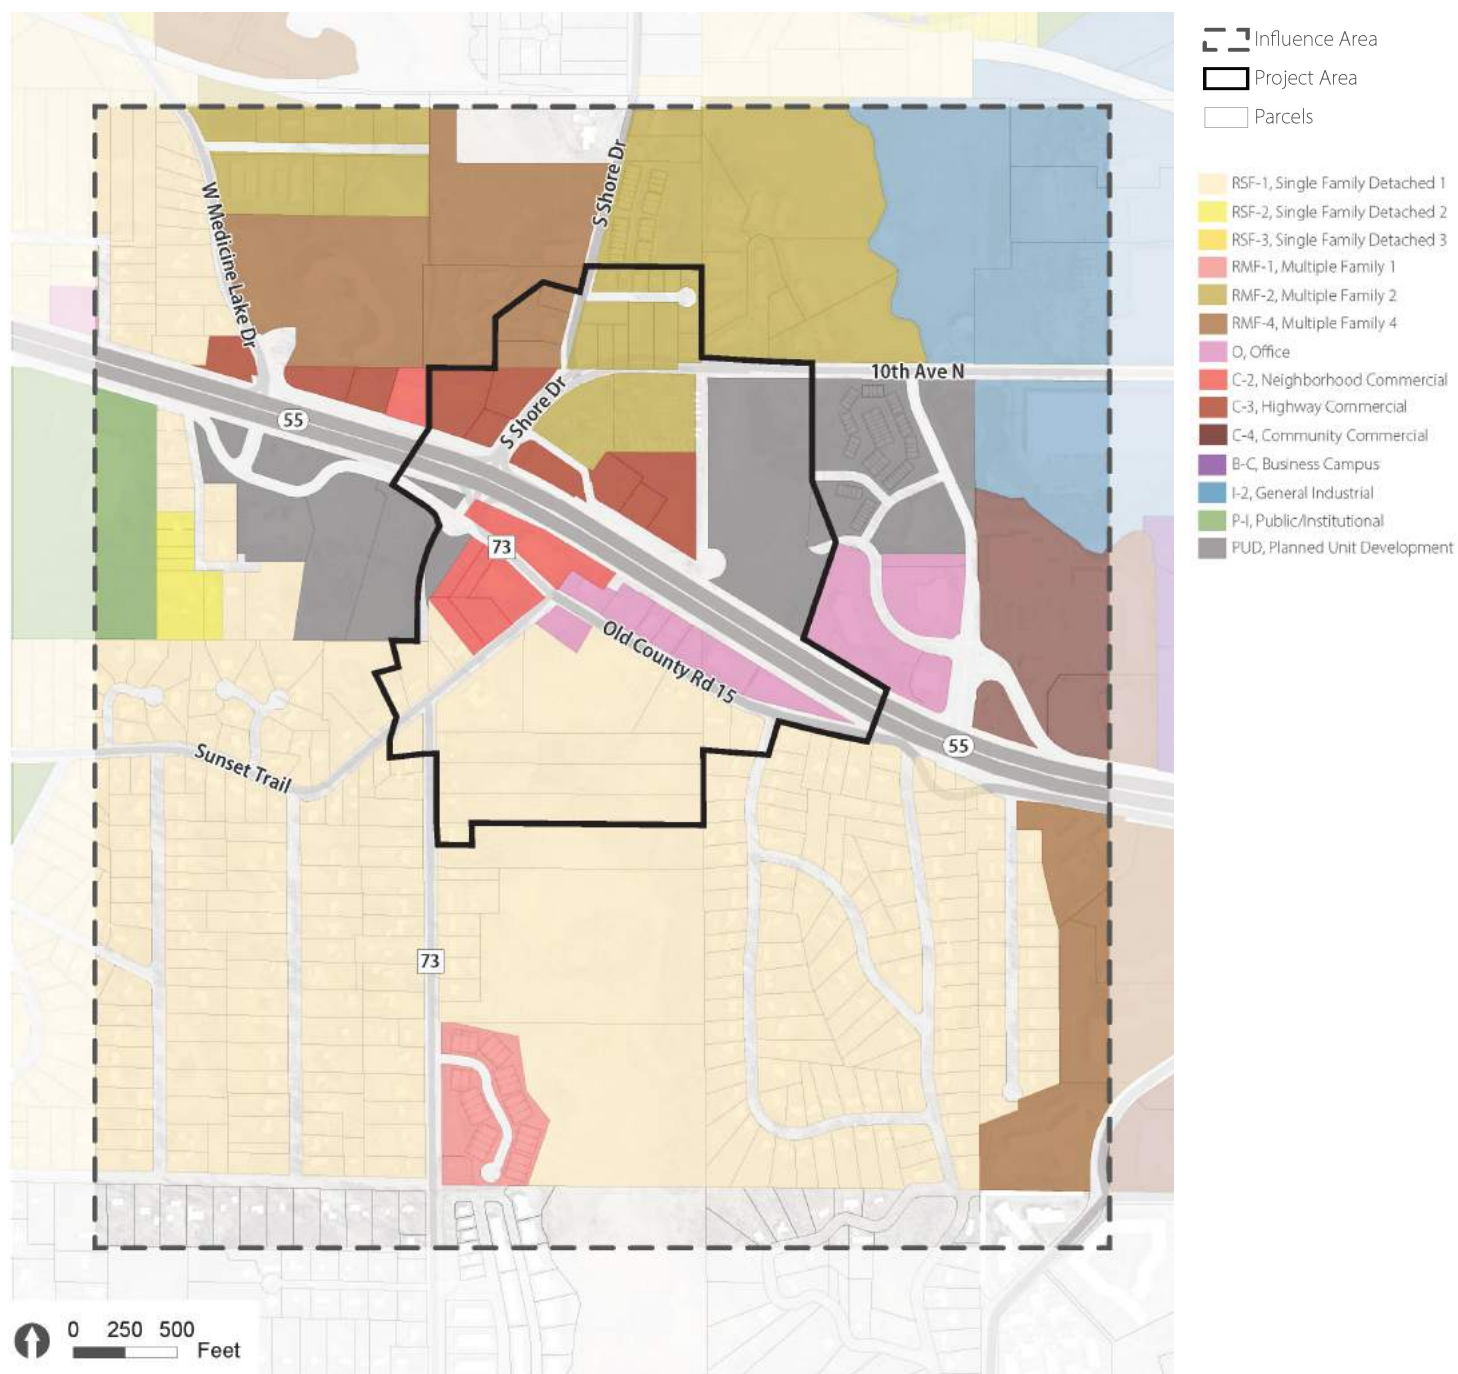 Influence Area
Project Area
Parcels
RSF-1, Single Family Detached 1
RSF-2, Single Family Detached 2
RSF-3, Single Family Detached 3
RMF-1, Multiple Family 1
RMF-2, Multiple Family 2
RMF-4, Multiple Family 4
O, Office
C-2, Neighborhood Commercial
C-3, Highway Commercial
C-4, Community Commercial
B-C, Business Campus
I-2, General Industrial
P-I, Public/Institutional
PUD, Planned Unit Development
S Shore Dr
W Medicine Lake Dr
10th Ave N
S Shore Dr
55
73
Old County Rd 15
55
Sunset Trail
73
0 250 500
Feet